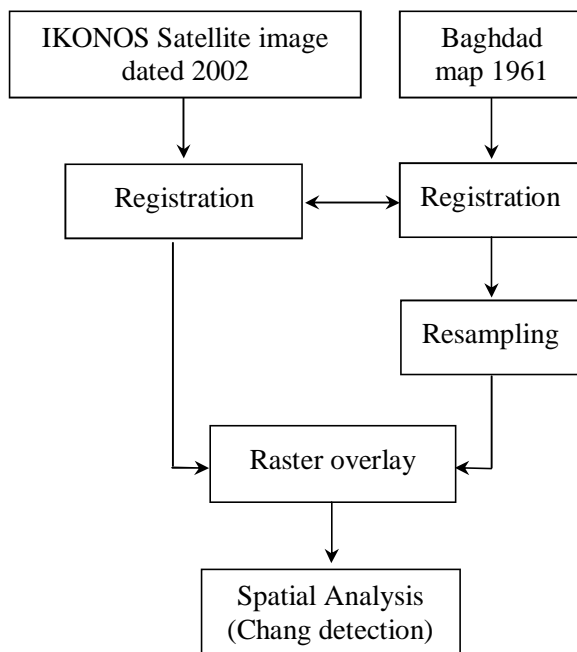 IKONOS Satellite image
dated 2002
Baghdad
map 1961
Registration
Registration
Resampling
Raster overlay
Spatial Analysis
(Chang detection)